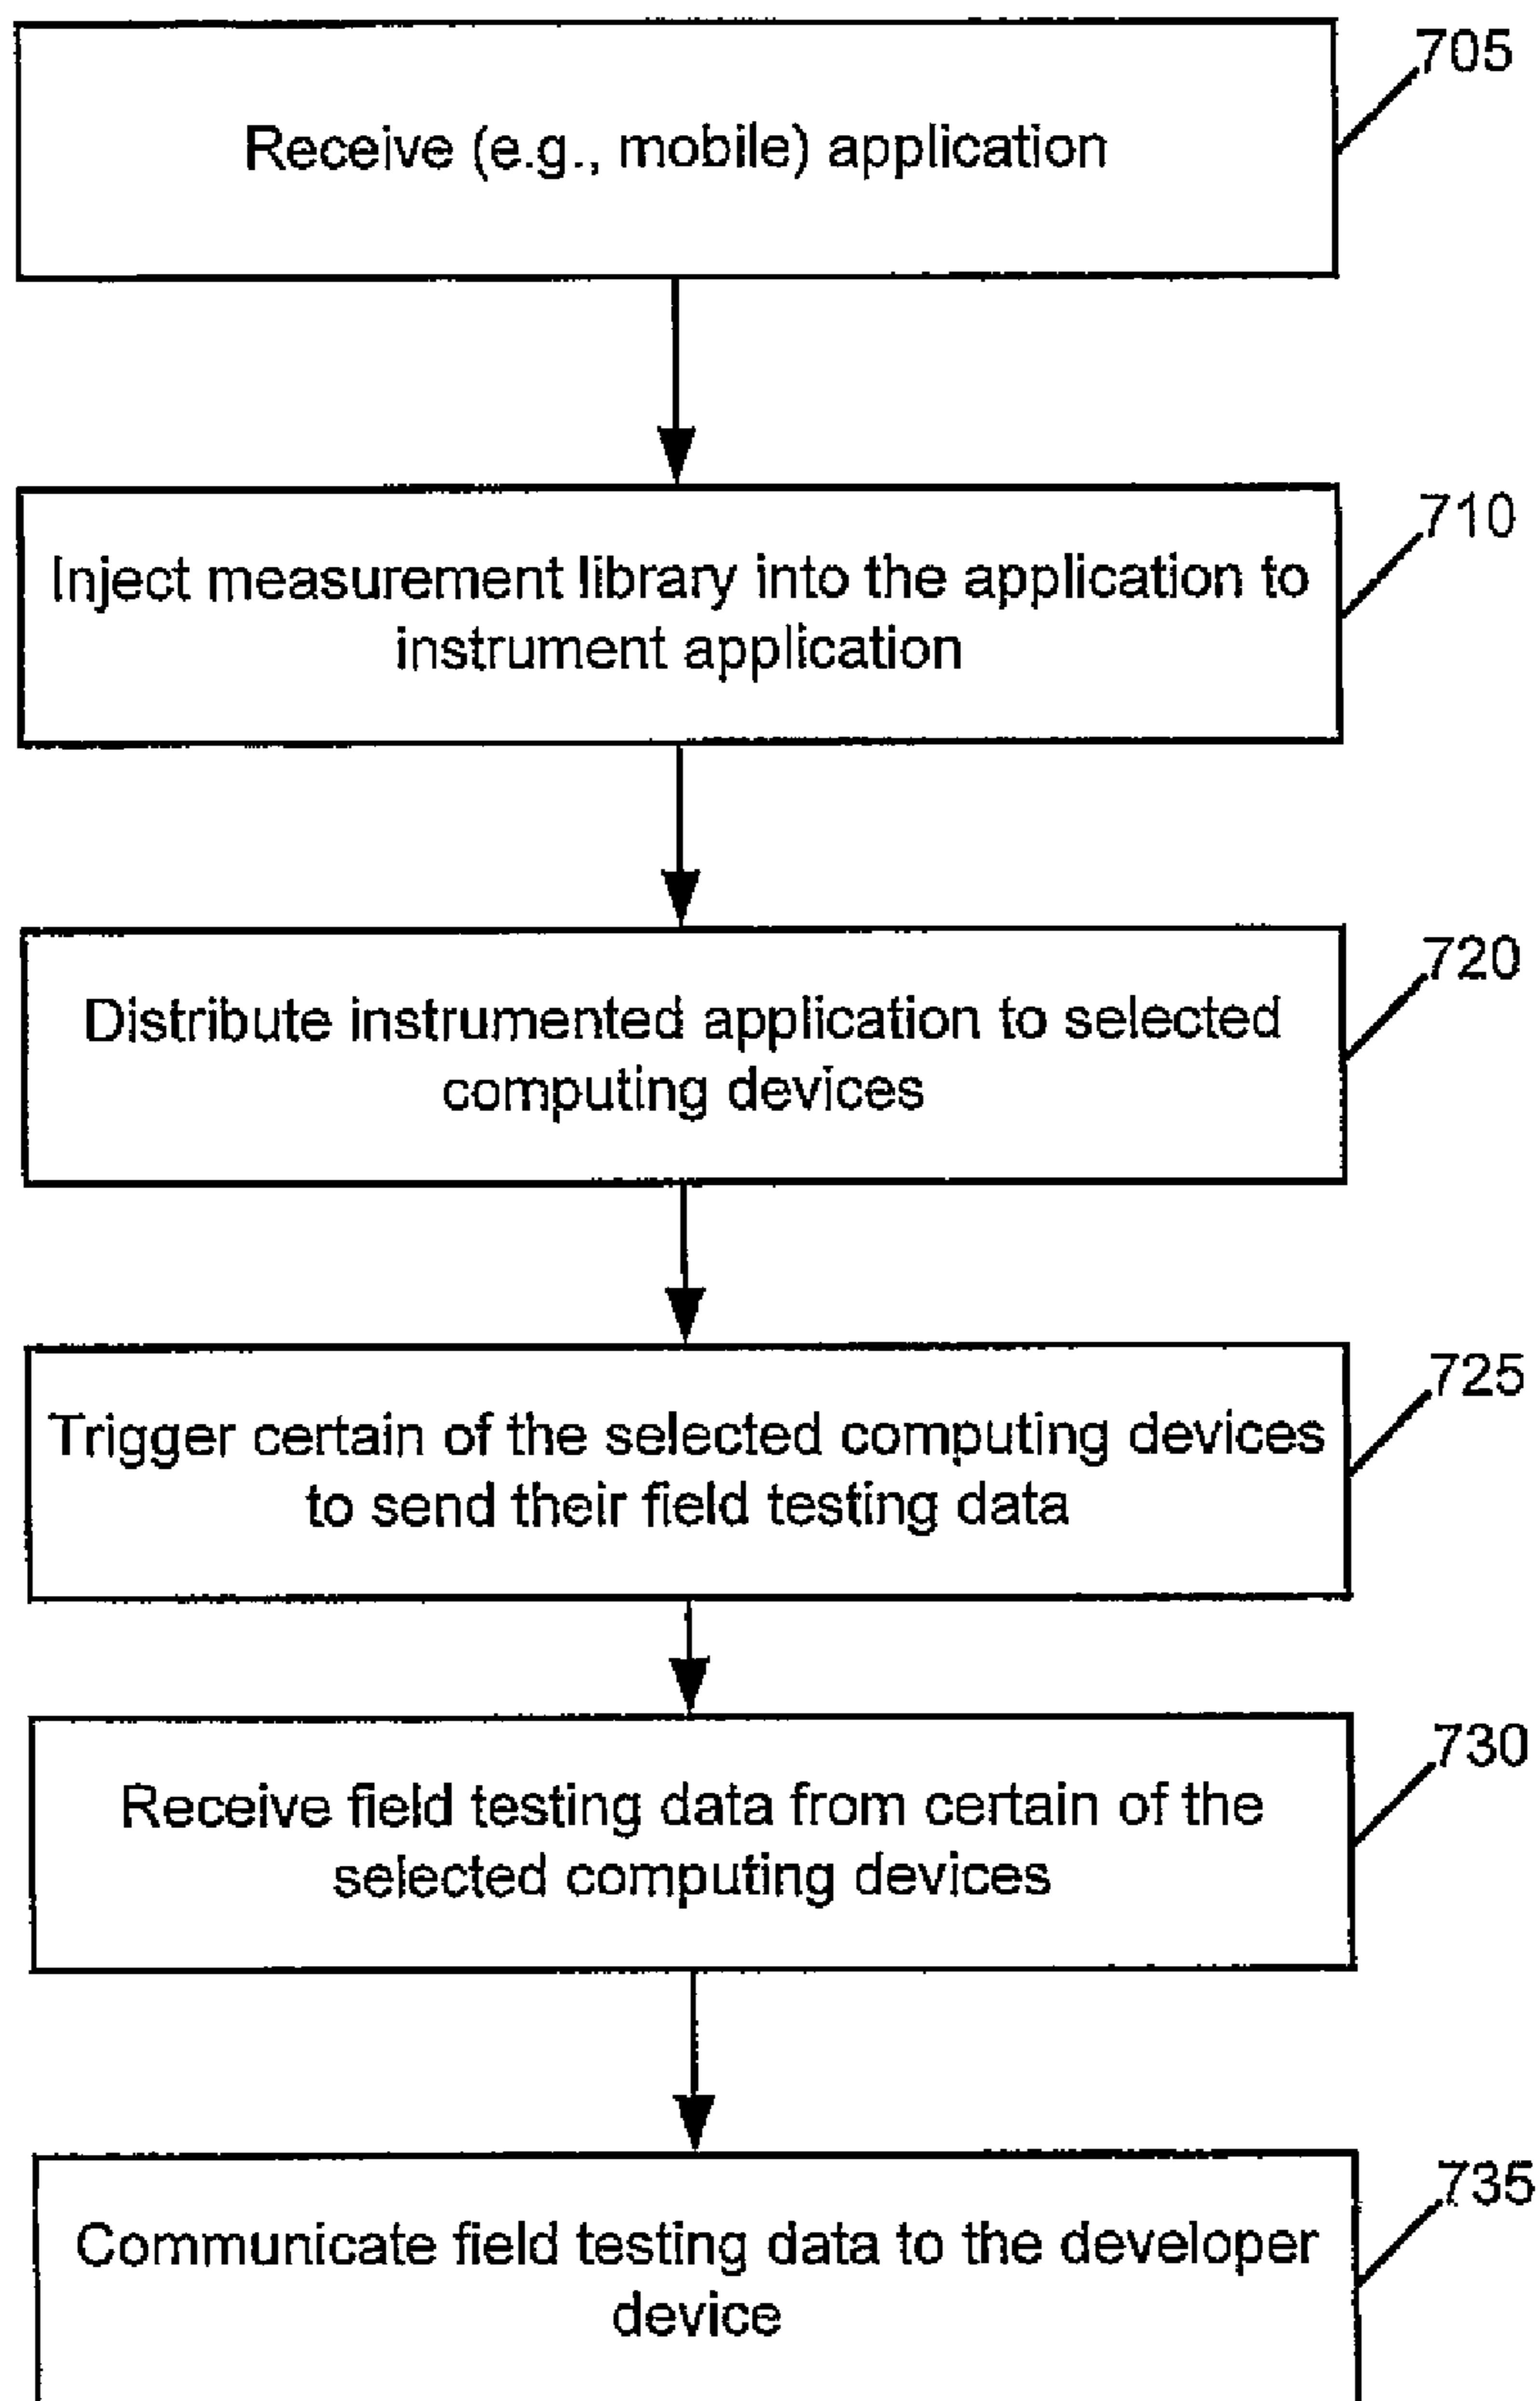 705
Receive (e.g., mobile) application
710
Inject measurement library into the application to
instrument application
720
Distribute instrumented application to selected
computing devices
725
Trigger certain of the selected computing devices
to send their field testing data
730
Receive field testing data from certain of the
selected computing devices
735
Communicate field testing data to the developer
device